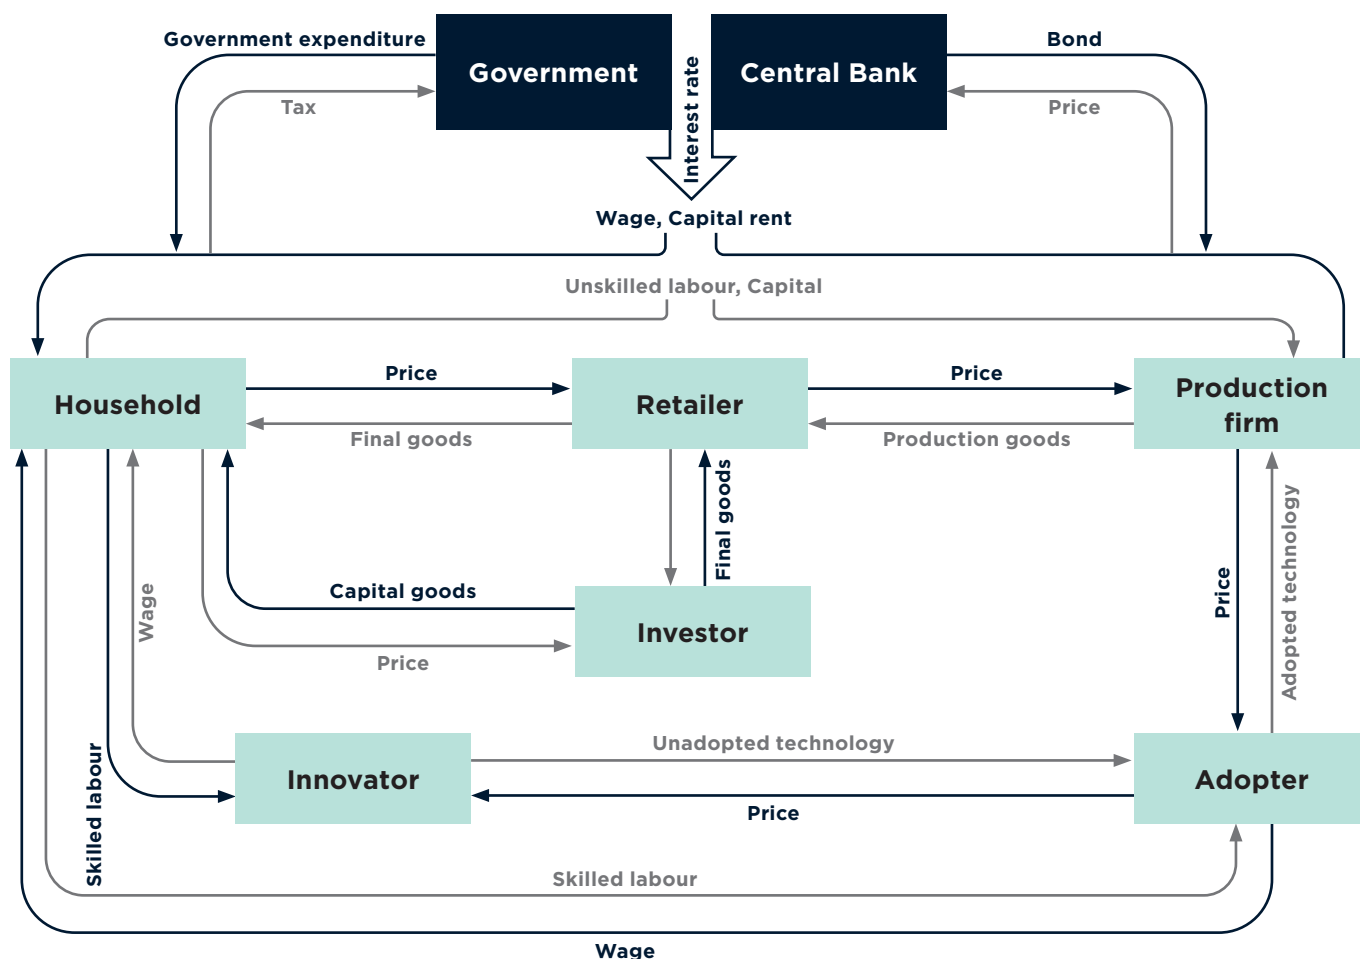 Government expenditure
Government
Central Bank
Bond
Tax
Interest rate
Price
Wage, Capital rent
Unskilled labour, Capital
Household
Price
Retailer
Price
Production
firm
Final goods
Production goods
Final goods
Capital goods
Investor
Price
Wage
Price
Adopted technology
Skilled labour
Innovator
Unadopted technology
Price
Adopter
Skilled labour
Wage